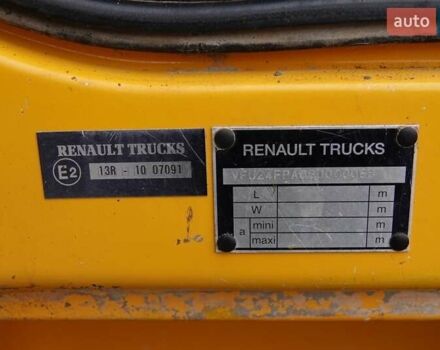 auto
RENAULT TRUCKS
E2
13R - 10 07091
RENAULT TRUCKS
L m
W m
a mini m
maxi m